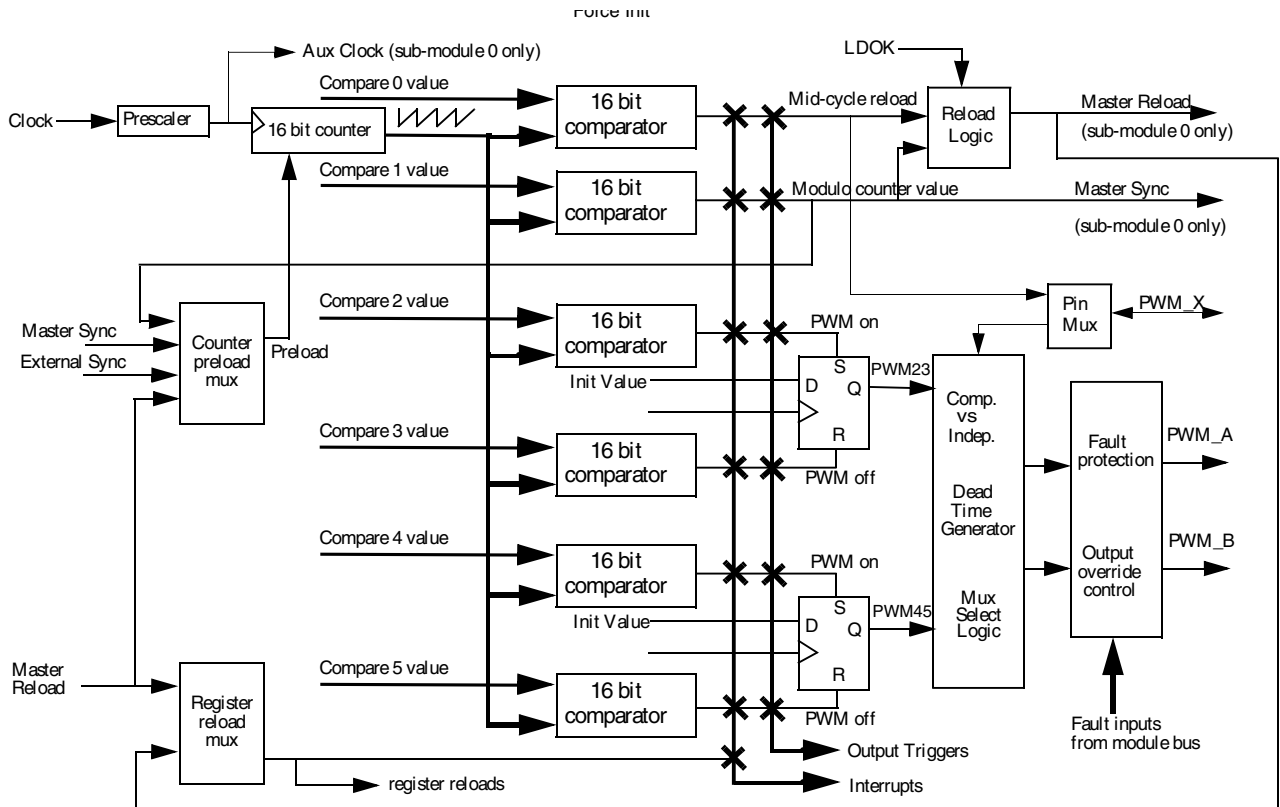 Force Init
Aux Clock (sub-module 0 only)
LDOK
Compare 0 value
Clock
Prescaler
16 bit counter
16 bit
comparator
Mid-cycle reload
Reload
Logic
Master Reload
(sub-module 0 only)
Compare 1 value
16 bit
comparator
Modulo counter value
Master Sync
(sub-module 0 only)
Compare 2 value
16 bit
comparator
PWM on
Pin
Mux
PWM_X
Master Sync
External Sync
Counter
preload
mux
Preload
Init Value
D
S
Q
R
PWM23
Compare 3 value
16 bit
comparator
PWM off
Comp.
vs
Indep.
Dead
Time
Generator
Mux
Select
Logic
Fault
protection
Output
override
control
PWM_A
PWM_B
Compare 4 value
16 bit
comparator
PWM on
Init Value
D
S
Q
R
PWM45
Compare 5 value
16 bit
comparator
PWM off
Master
Reload
Register
reload
mux
Fault inputs
from module bus
Output Triggers
register reloads
Interrupts